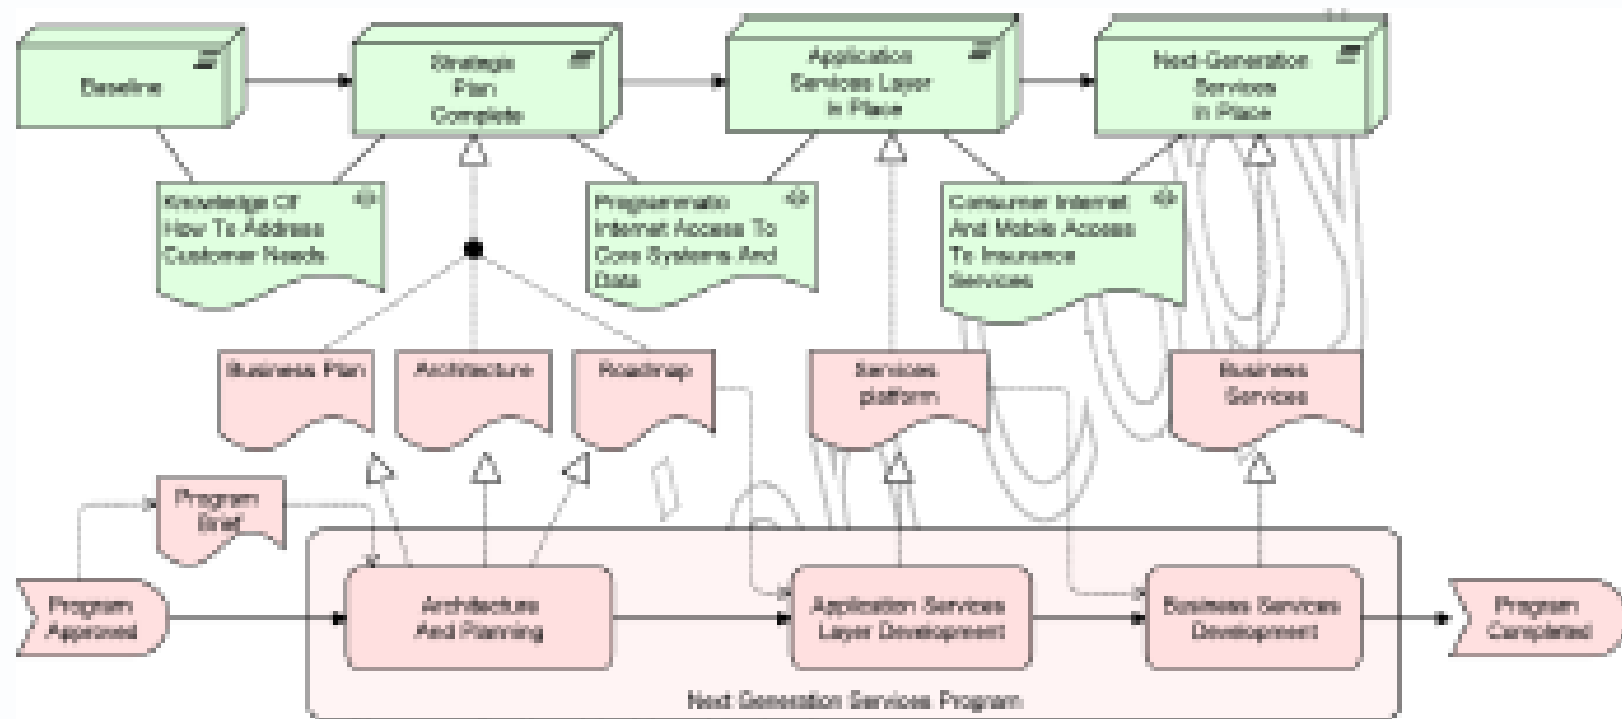 Baseline
Strategic
Plan
Complete
Application
Services Layer
In Place
Next-Generation
Services
In Place
Knowledge Of
How To Address
Customer Needs
Programmatic
Internet Access To
Core Systems And
Data
Consumer Internet
And Mobile Access
To Insurance
Services
Business Plan
Architecture
Roadmap
Services
platform
Business
Services
Program
Brief
Program
Approved
Architecture
And Planning
Application Services
Layer Development
Business Services
Development
Program
Completed
Next Generation Services Program